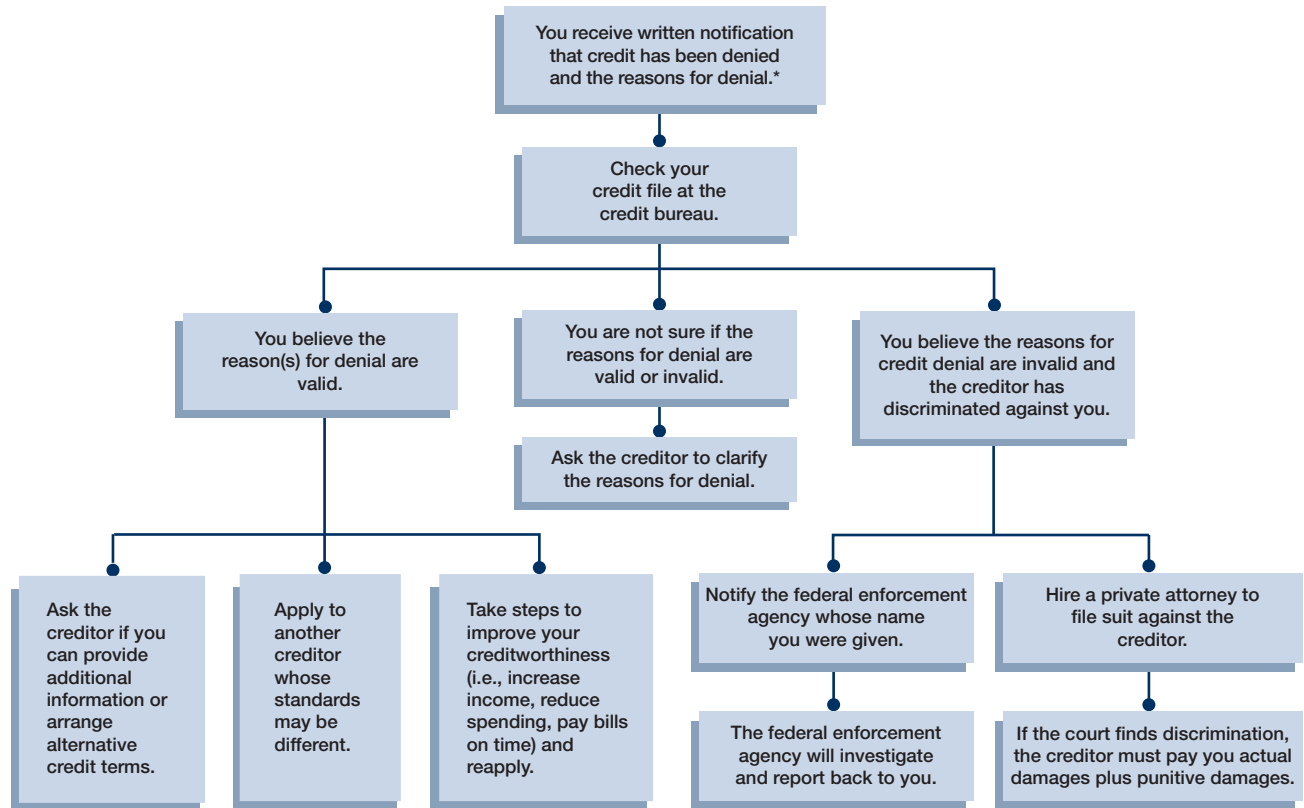 You receive written notification
that credit has been denied
and the reasons for denial.*
Check your
credit file at the
credit bureau.
You believe the
reason(s) for denial are
valid.
You are not sure if the
reasons for denial are
valid or invalid.
You believe the reasons for
credit denial are invalid and
the creditor has
discriminated against you.
Ask the creditor to clarify
the reasons for denial.
Ask the
creditor if you
can provide
additional
information or
arrange
alternative
credit terms.
Apply to
another
creditor
whose
standards
may be
different.
Take steps to
improve your
creditworthiness
(i.e., increase
income, reduce
spending, pay bills
on time) and
reapply.
Notify the federal enforcement
agency whose name
you were given.
Hire a private attorney to
file suit against the
creditor.
The federal enforcement
agency will investigate
and report back to you.
If the court finds discrimination,
the creditor must pay you actual
damages plus punitive damages.